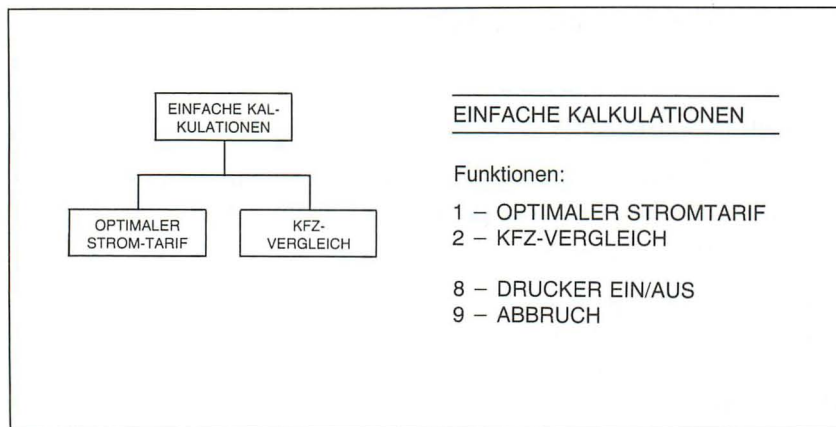 EINFACHE KAL-
KULATIONEN
OPTIMALER
STROM-TARIF
KFZ-
VERGLEICH
EINFACHE KALKULATIONEN
Funktionen:
1 – OPTIMALER STROMTARIF
2 – KFZ-VERGLEICH
8 – DRUCKER EIN/AUS
9 – ABBRUCH